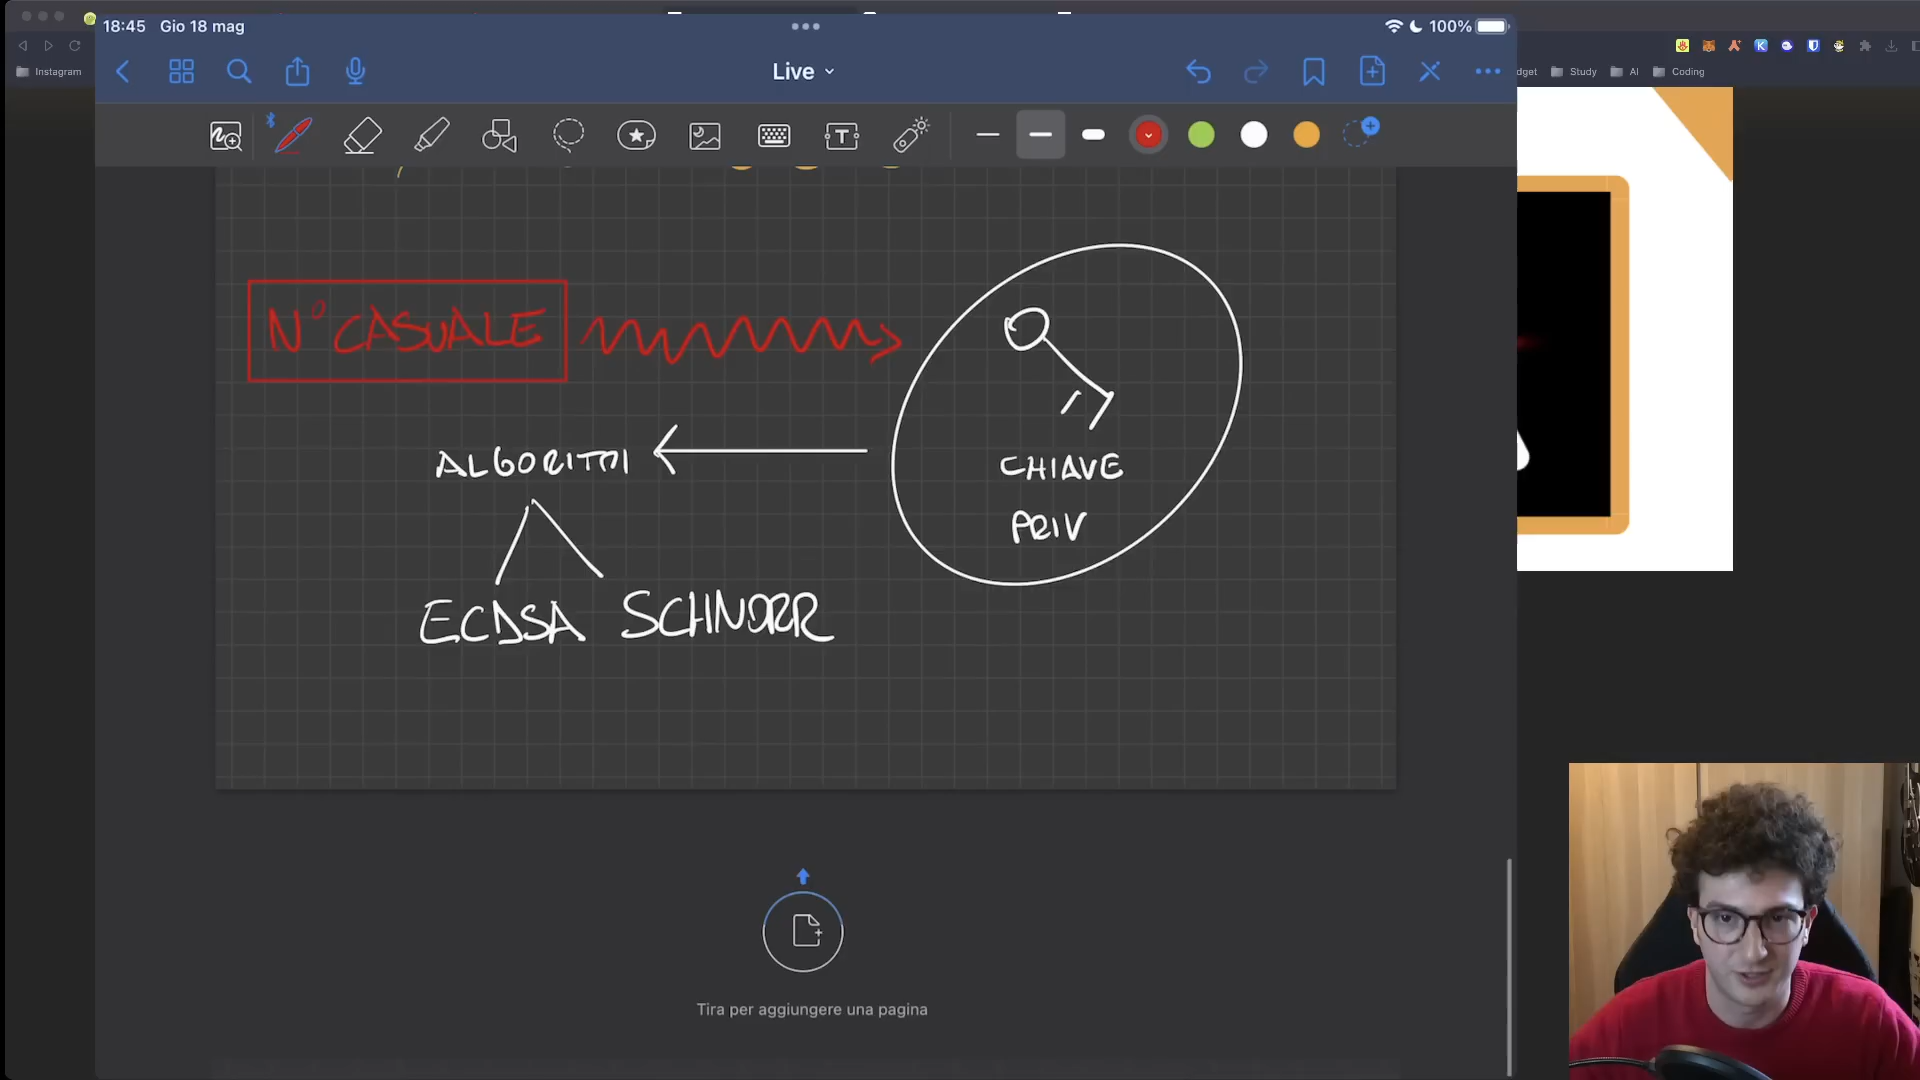 18:45 Gio 18 mag
100%
Live
Instagram
dget
Study
AI
Coding
N° CASUALE
ALGORITMI
CHIAVE
PRIV
ECDSA SCHNORR
Tira per aggiungere una pagina